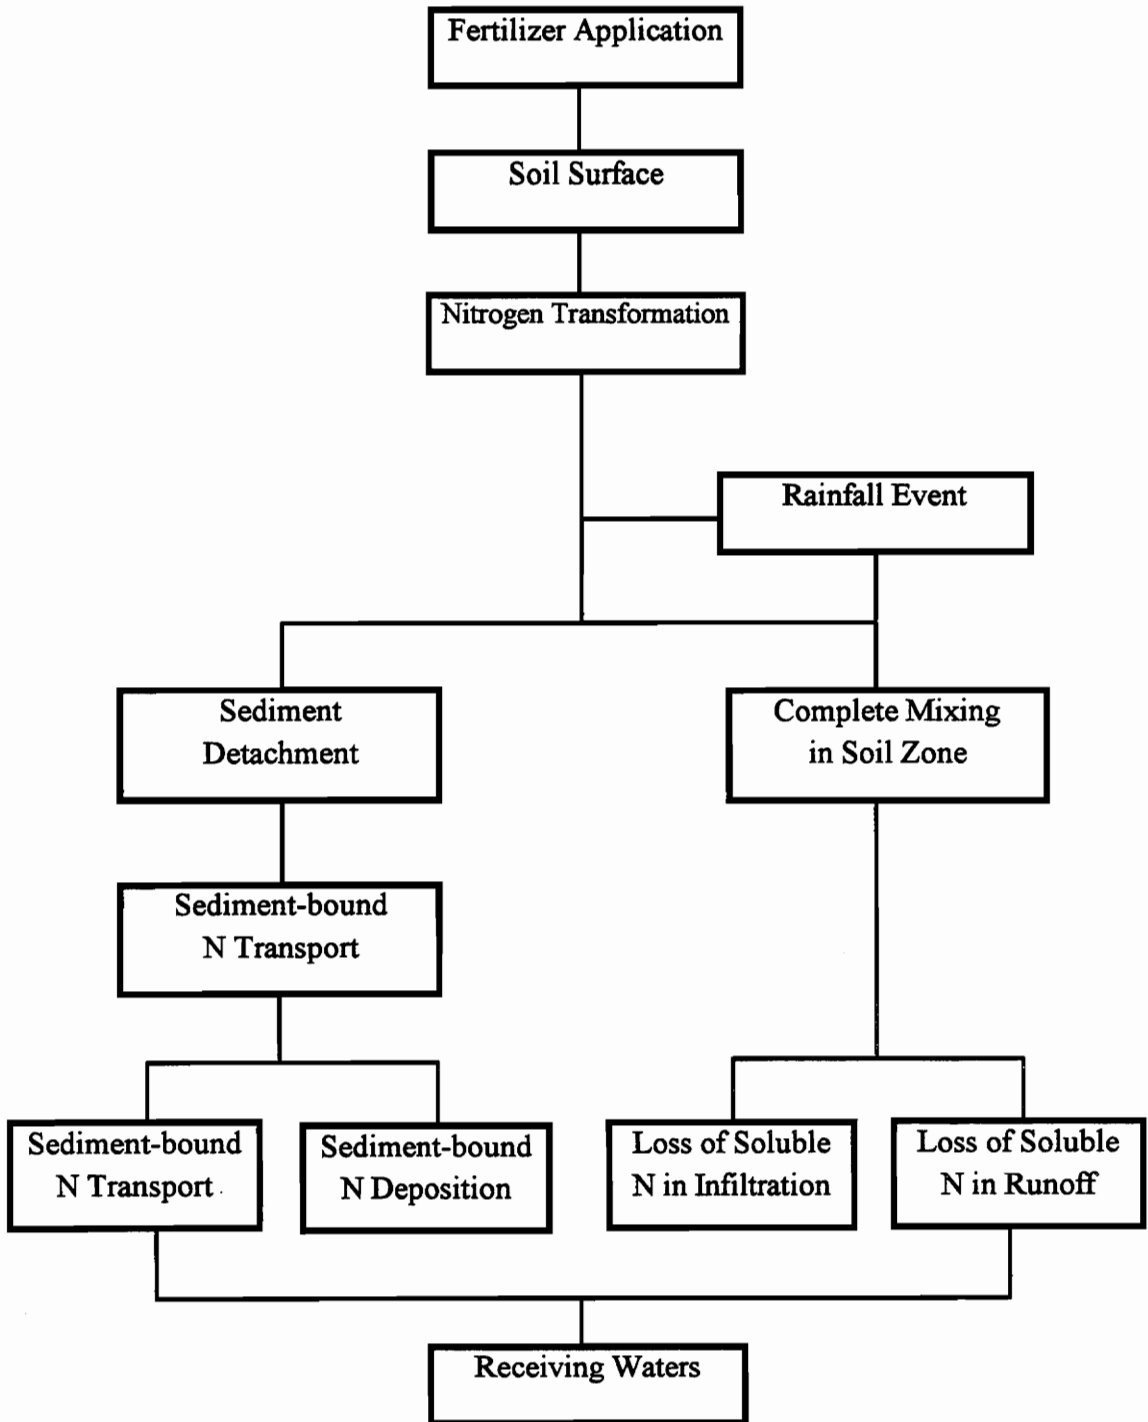 Fertilizer Application
Soil Surface
Nitrogen Transformation
Rainfall Event
Sediment
Detachment
Complete Mixing
in Soil Zone
Sediment-bound
N Transport
Sediment-bound
N Transport
Sediment-bound
N Deposition
Loss of Soluble
N in Infiltration
Loss of Soluble
N in Runoff
Receiving Waters